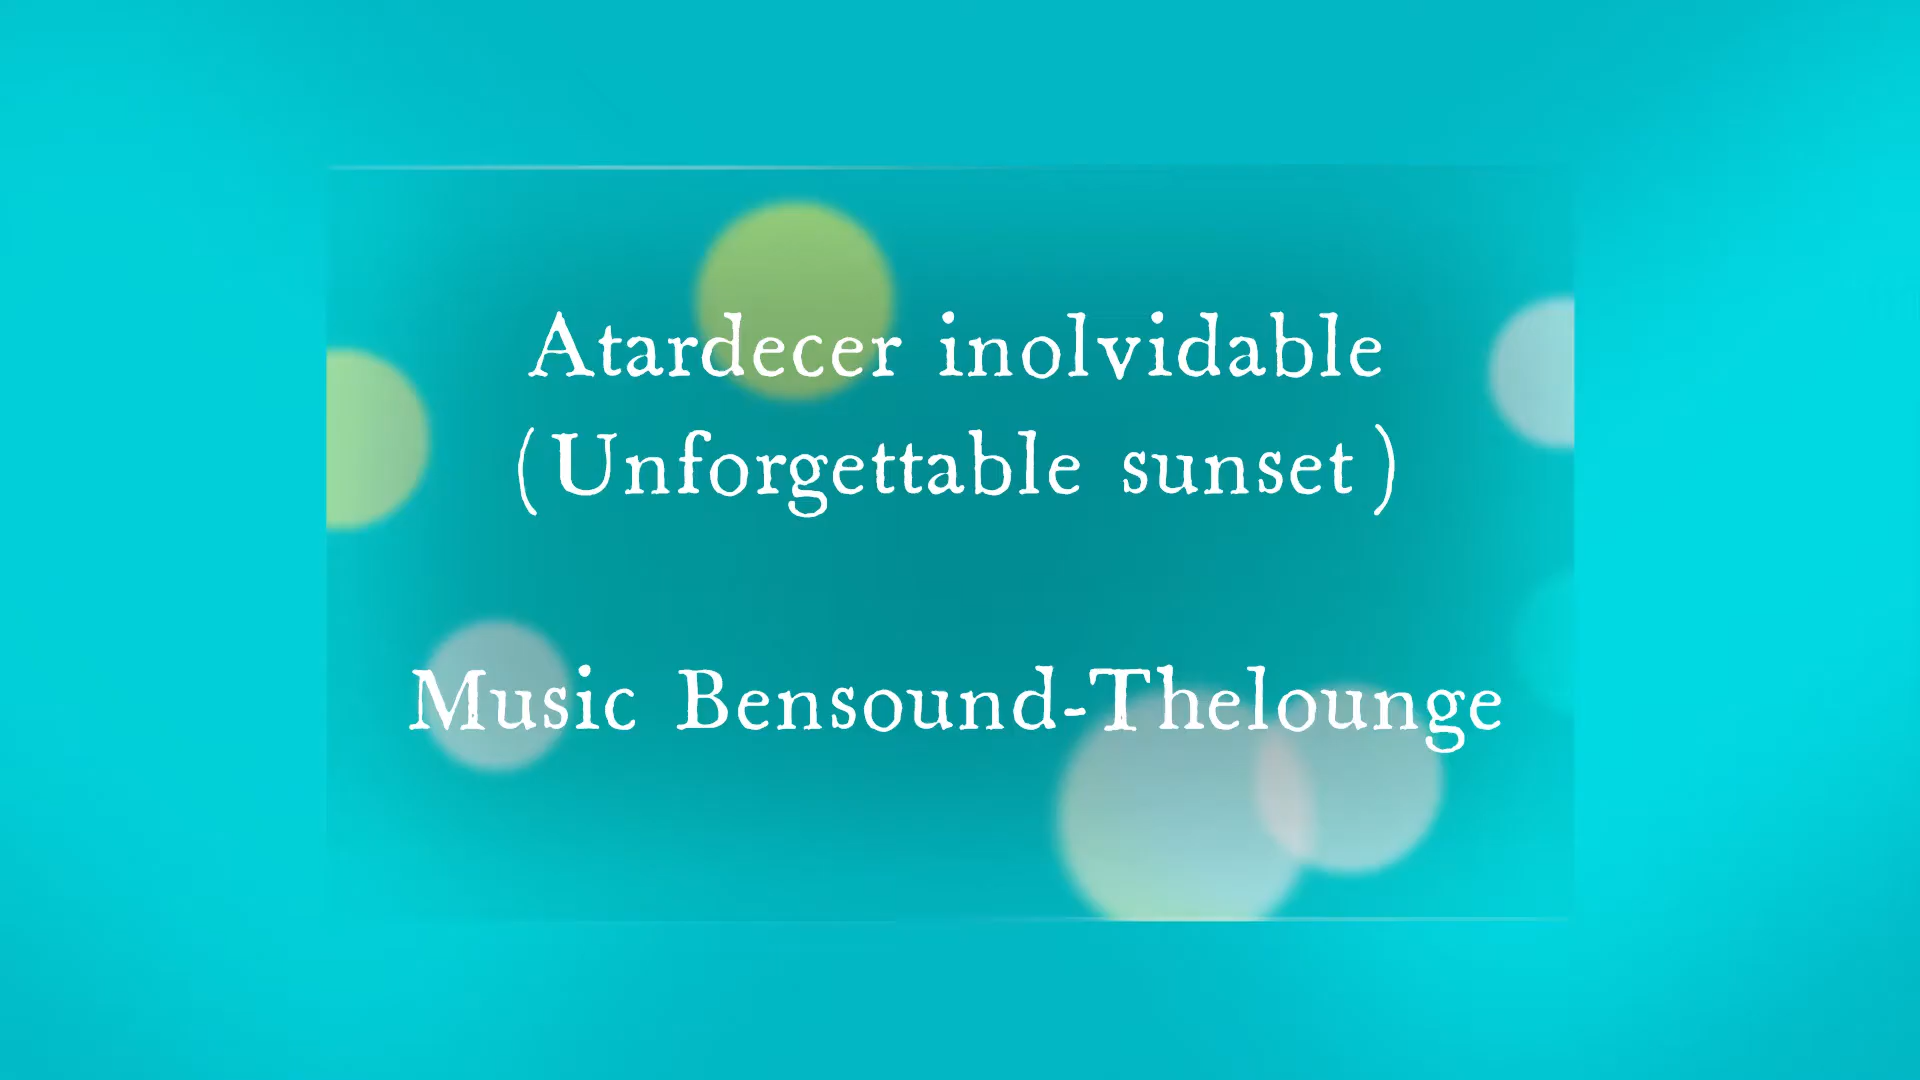 Atardecer inolvidable
(Unforgettable sunset)
Music Bensound-Thelounge